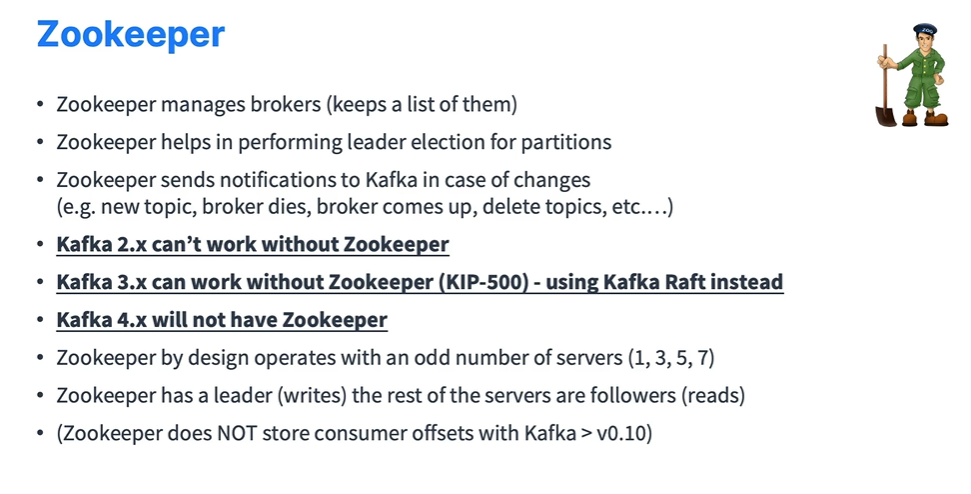 Zookeeper
• Zookeeper manages brokers (keeps a list of them)
• Zookeeper helps in performing leader election for partitions
• Zookeeper sends notifications to Kafka in case of changes
(e.g. new topic, broker dies, broker comes up, delete topics, etc.…)
• Kafka 2.x can’t work without Zookeeper
• Kafka 3.x can work without Zookeeper (KIP-500) - using Kafka Raft instead
• Kafka 4.x will not have Zookeeper
• Zookeeper by design operates with an odd number of servers (1, 3, 5, 7)
• Zookeeper has a leader (writes) the rest of the servers are followers (reads)
• (Zookeeper does NOT store consumer offsets with Kafka > v0.10)
ZOO